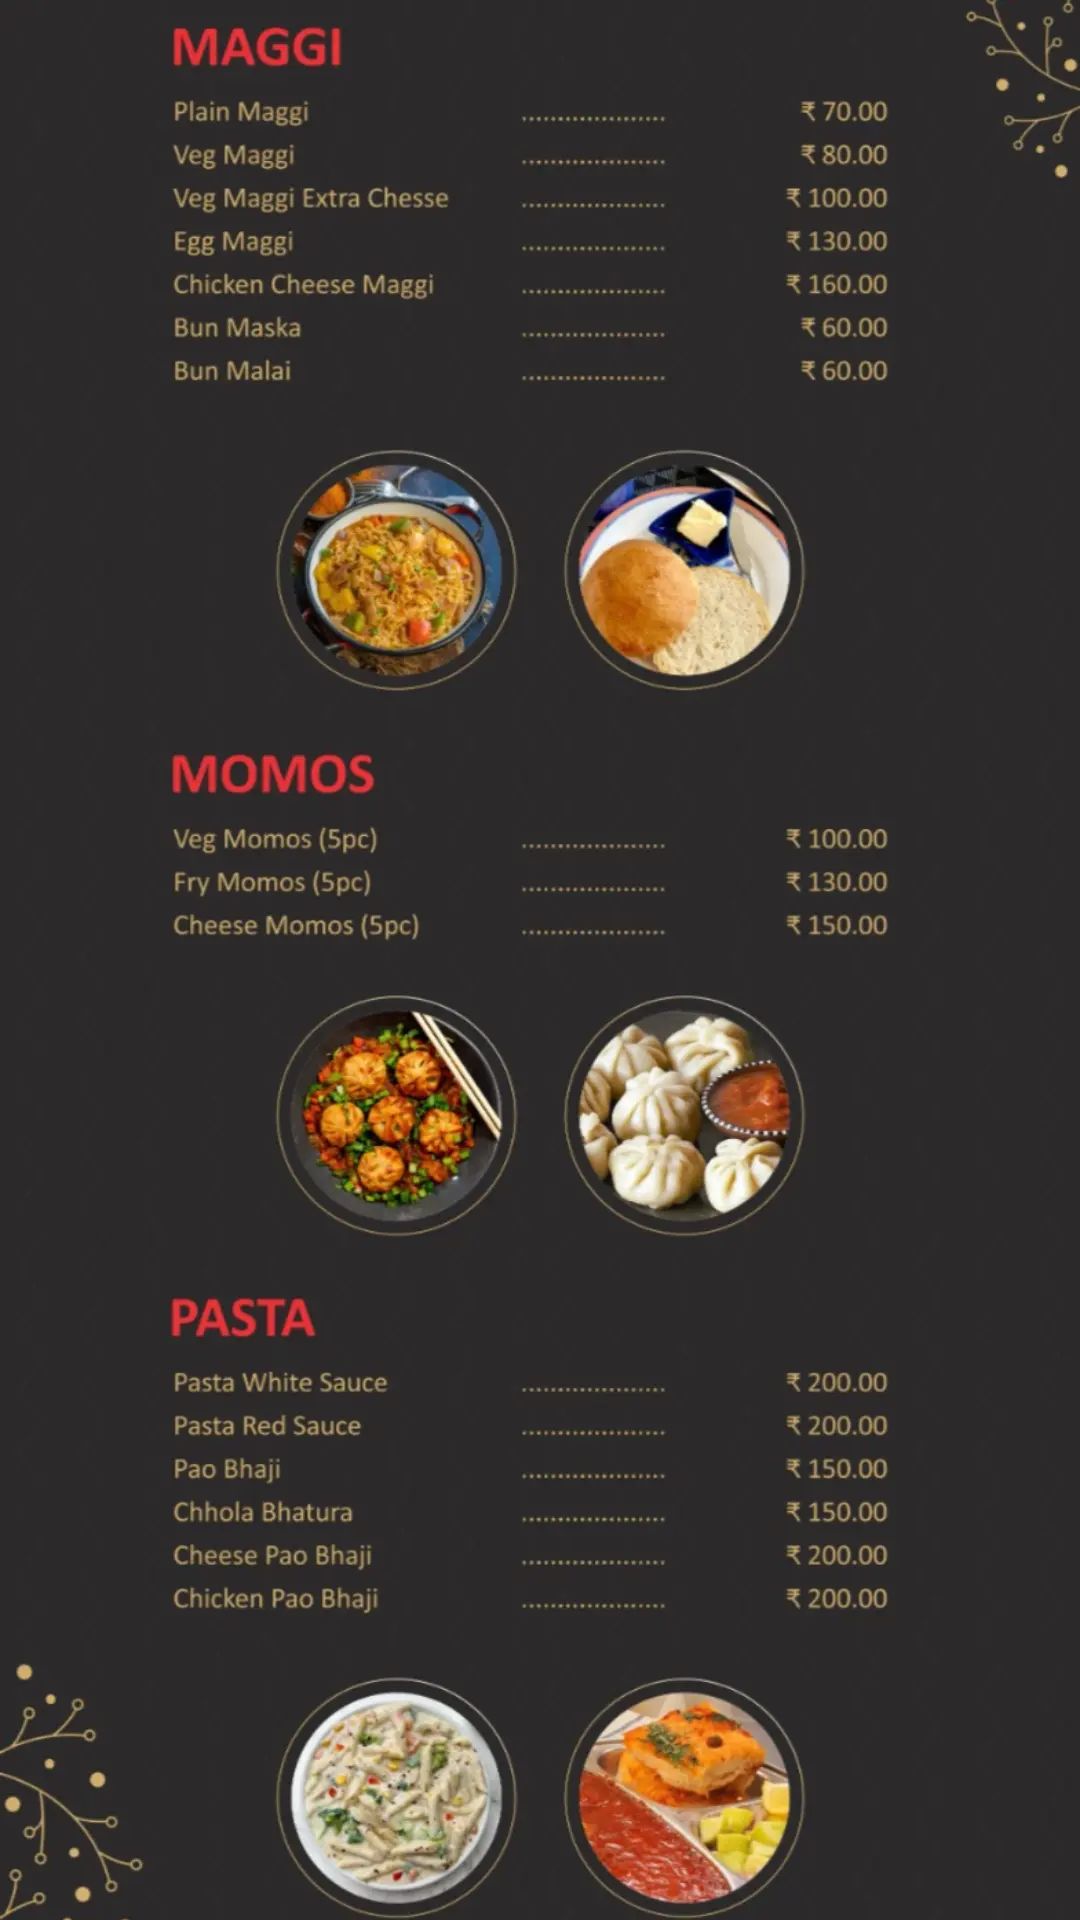 MAGGI
Plain Maggi .................... ₹ 70.00
Veg Maggi .................... ₹ 80.00
Veg Maggi Extra Chesse .................... ₹ 100.00
Egg Maggi .................... ₹ 130.00
Chicken Cheese Maggi .................... ₹ 160.00
Bun Maska .................... ₹ 60.00
Bun Malai .................... ₹ 60.00
MOMOS
Veg Momos (5pc) .................... ₹ 100.00
Fry Momos (5pc) .................... ₹ 130.00
Cheese Momos (5pc) .................... ₹ 150.00
PASTA
Pasta White Sauce .................... ₹ 200.00
Pasta Red Sauce .................... ₹ 200.00
Pao Bhaji .................... ₹ 150.00
Chhola Bhatura .................... ₹ 150.00
Cheese Pao Bhaji .................... ₹ 200.00
Chicken Pao Bhaji .................... ₹ 200.00